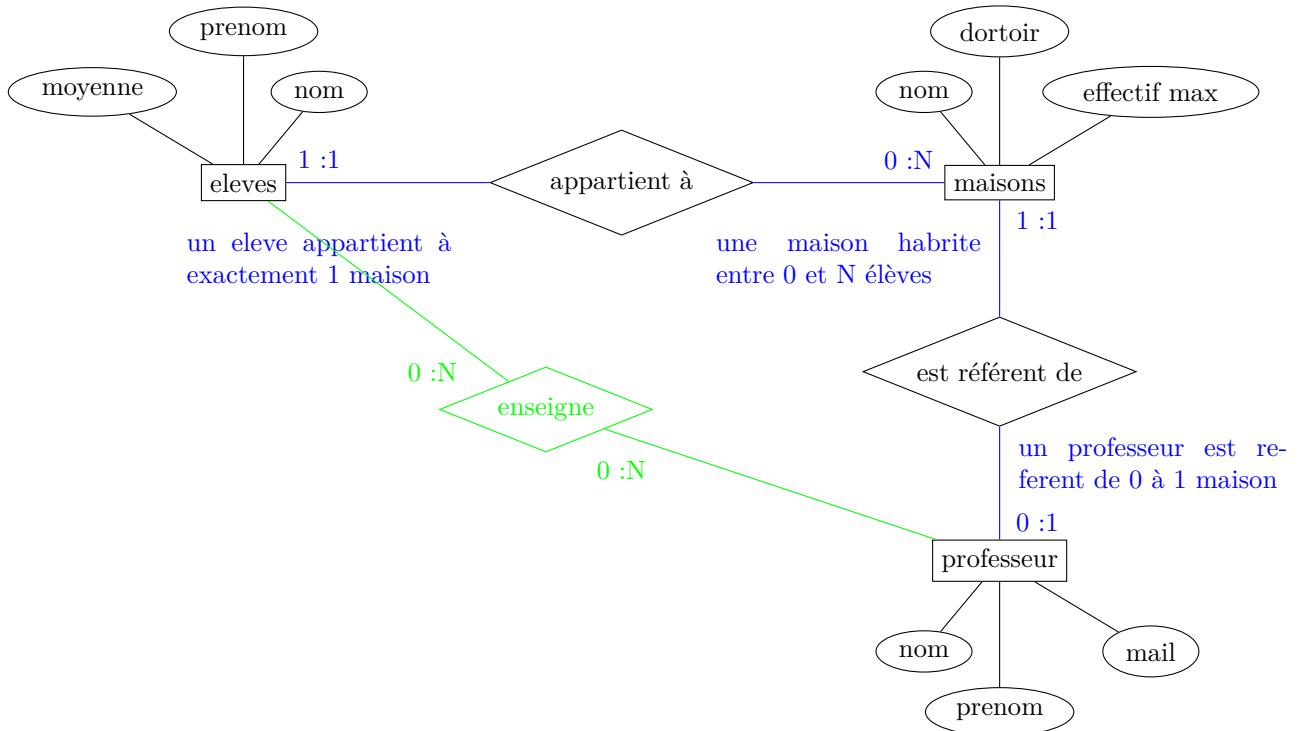 prenom
dortoir
moyenne
nom
nom
effectif max
1 :1
0 :N
eleves
appartient à
maisons
1 :1
un eleve appartient à
exactement 1 maison
une maison habrite
entre 0 et N élèves
0 :N
est référent de
enseigne
un professeur est re-
ferent de 0 à 1 maison
0 :N
0 :1
professeur
nom
mail
prenom